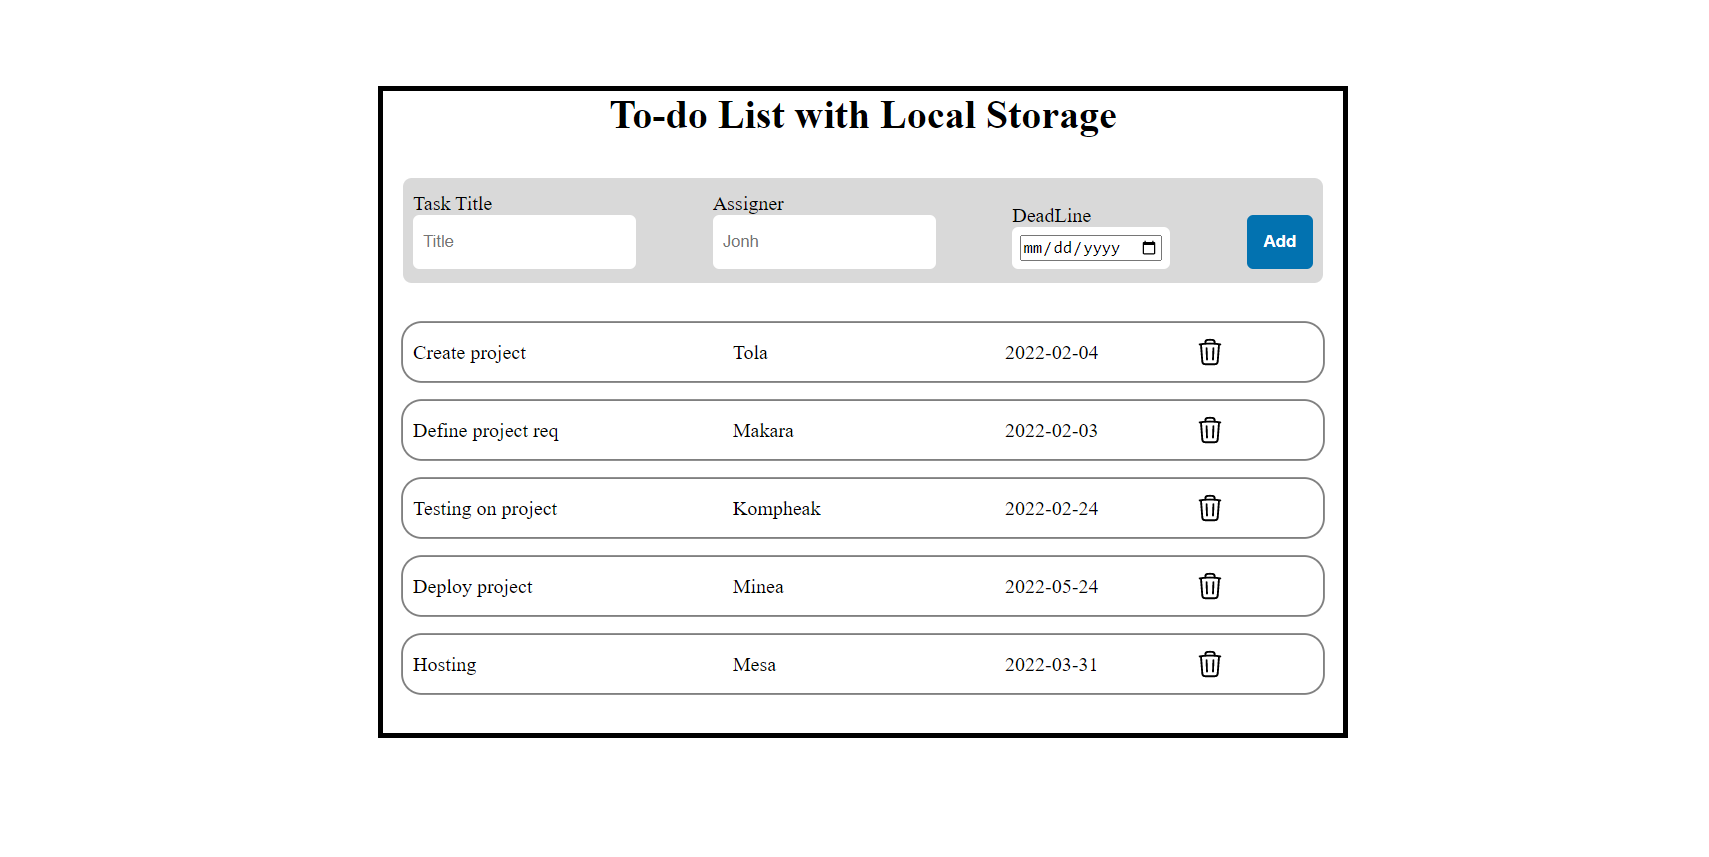 To-do List with Local Storage
Task Title Assigner DeadLine
Title Jonh mm/dd/yyyy Add
Create project Tola 2022-02-04
Define project req Makara 2022-02-03
Testing on project Kompheak 2022-02-24
Deploy project Minea 2022-05-24
Hosting Mesa 2022-03-31